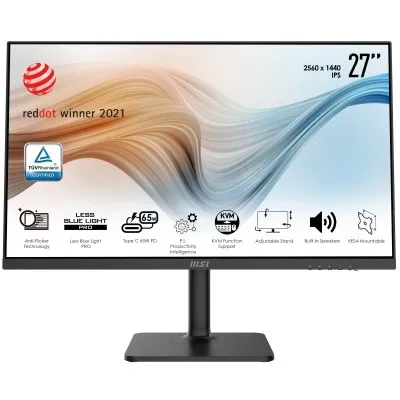 27"
2560 x 1440
IPS
reddot winner 2021
TÜVRheinland
CERTIFIED
LESS
BLUE LIGHT
PRO
65W
KVM
Anti-Flicker
Technology
Less Blue Light
PRO
Type C 65W PD
P.I.
Productivity
Intelligence
KVM Function
Support
Adjustable Stand
Built-In Speakers
VESA Mountable
msi